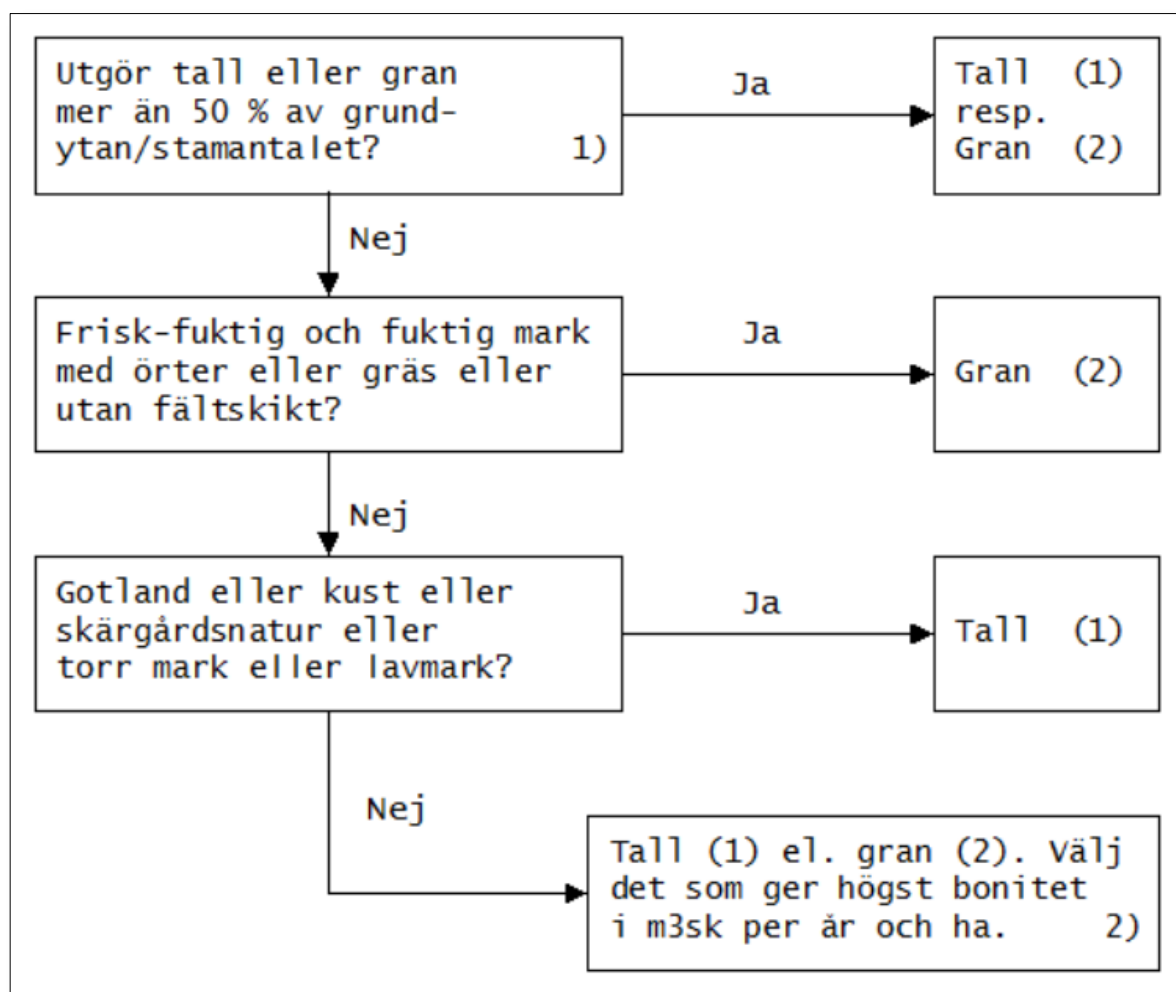 Utgör tall eller gran
mer än 50 % av grund-
ytan/stamantalet? 1)
Ja
Tall (1)
resp.
Gran (2)
Nej
Frisk-fuktig och fuktig mark
med örter eller gräs eller
utan fältskikt?
Ja
Gran (2)
Nej
Gotland eller kust eller
skärgårdsnatur eller
torr mark eller lavmark?
Ja
Tall (1)
Nej
Tall (1) el. gran (2). Välj
det som ger högst bonitet
i m3sk per år och ha. 2)